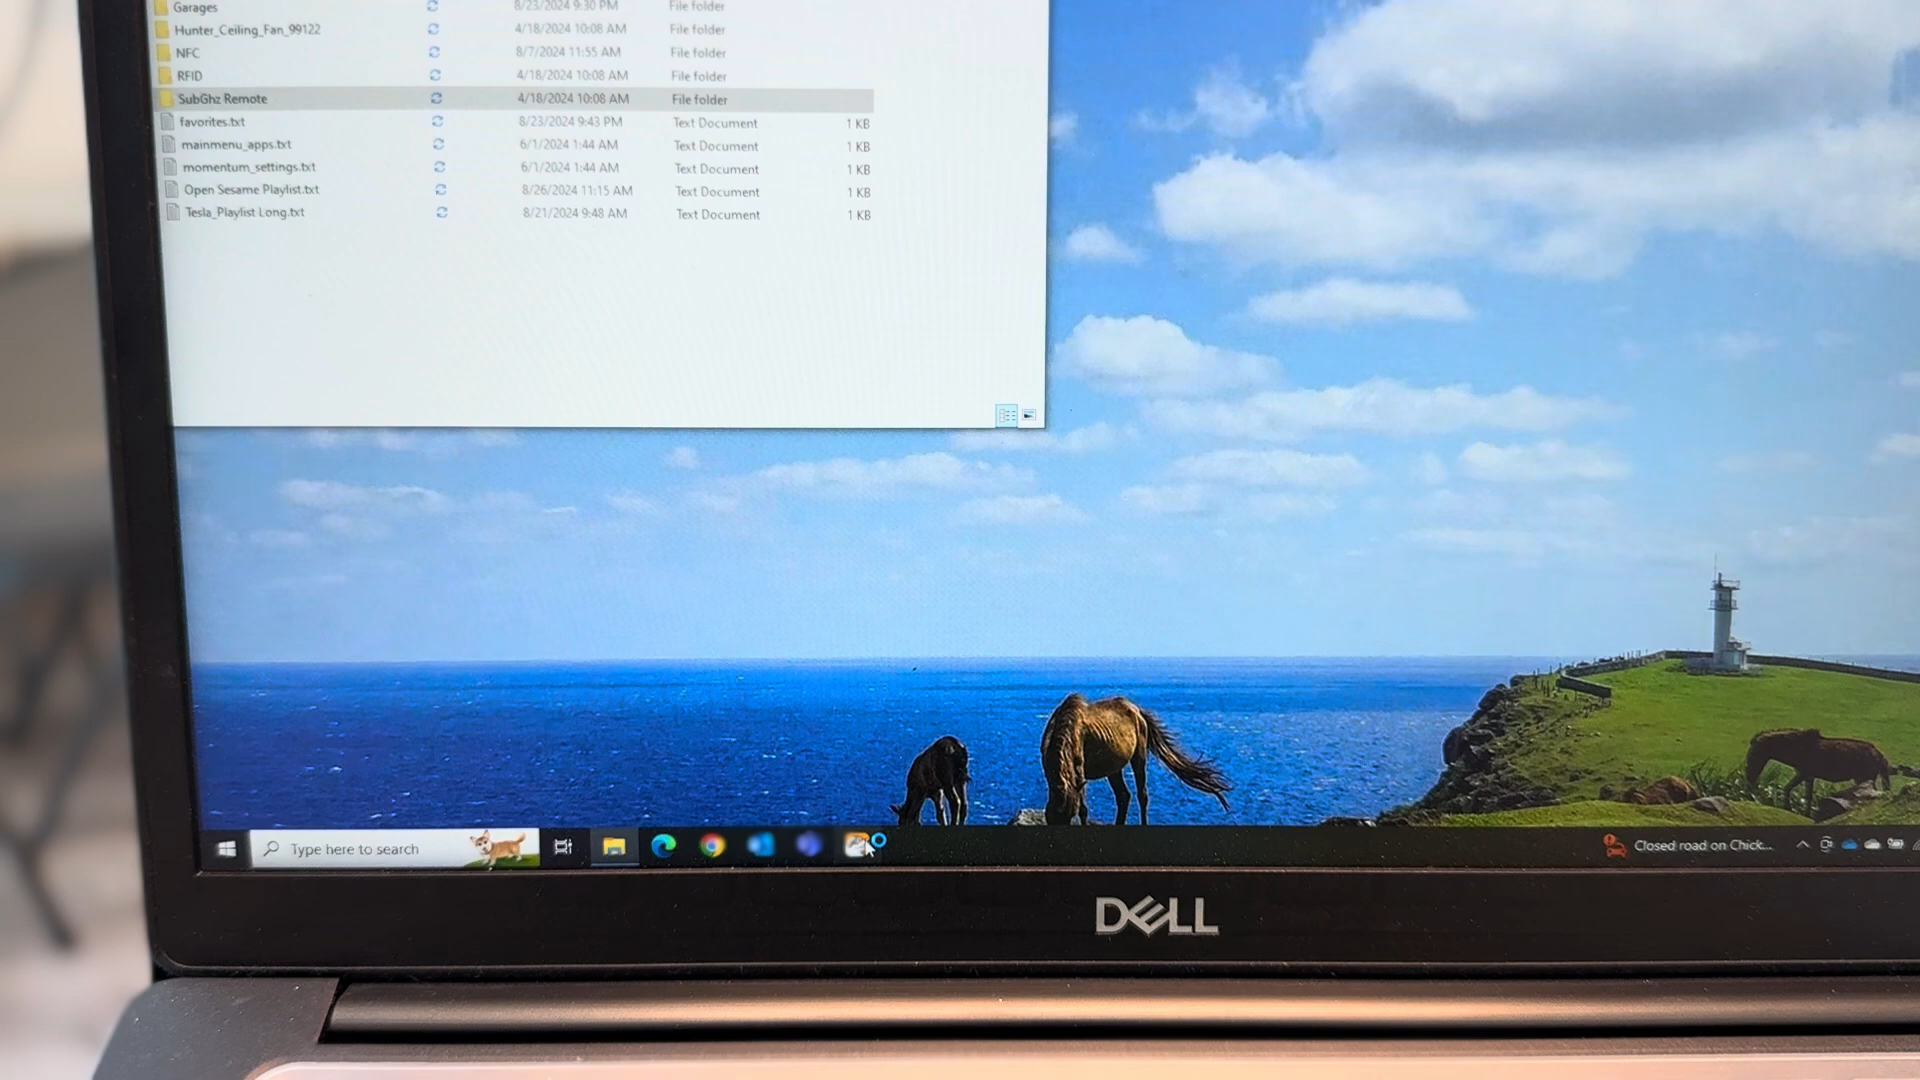 Garages 8/23/2024 9:30 PM File folder
Hunter_Ceiling_Fan_99122 4/18/2024 10:08 AM File folder
NFC 8/7/2024 11:55 AM File folder
RFID 4/18/2024 10:08 AM File folder
SubGhz Remote 4/18/2024 10:08 AM File folder
favorites.txt 8/23/2024 9:43 PM Text Document 1 KB
mainmenu_apps.txt 6/1/2024 1:44 AM Text Document 1 KB
momentum_settings.txt 6/1/2024 1:44 AM Text Document 1 KB
Open Sesame Playlist.txt 8/26/2024 11:15 AM Text Document 1 KB
Tesla_Playlist Long.txt 8/21/2024 9:48 AM Text Document 1 KB
Type here to search
Closed road on Chick...
DELL